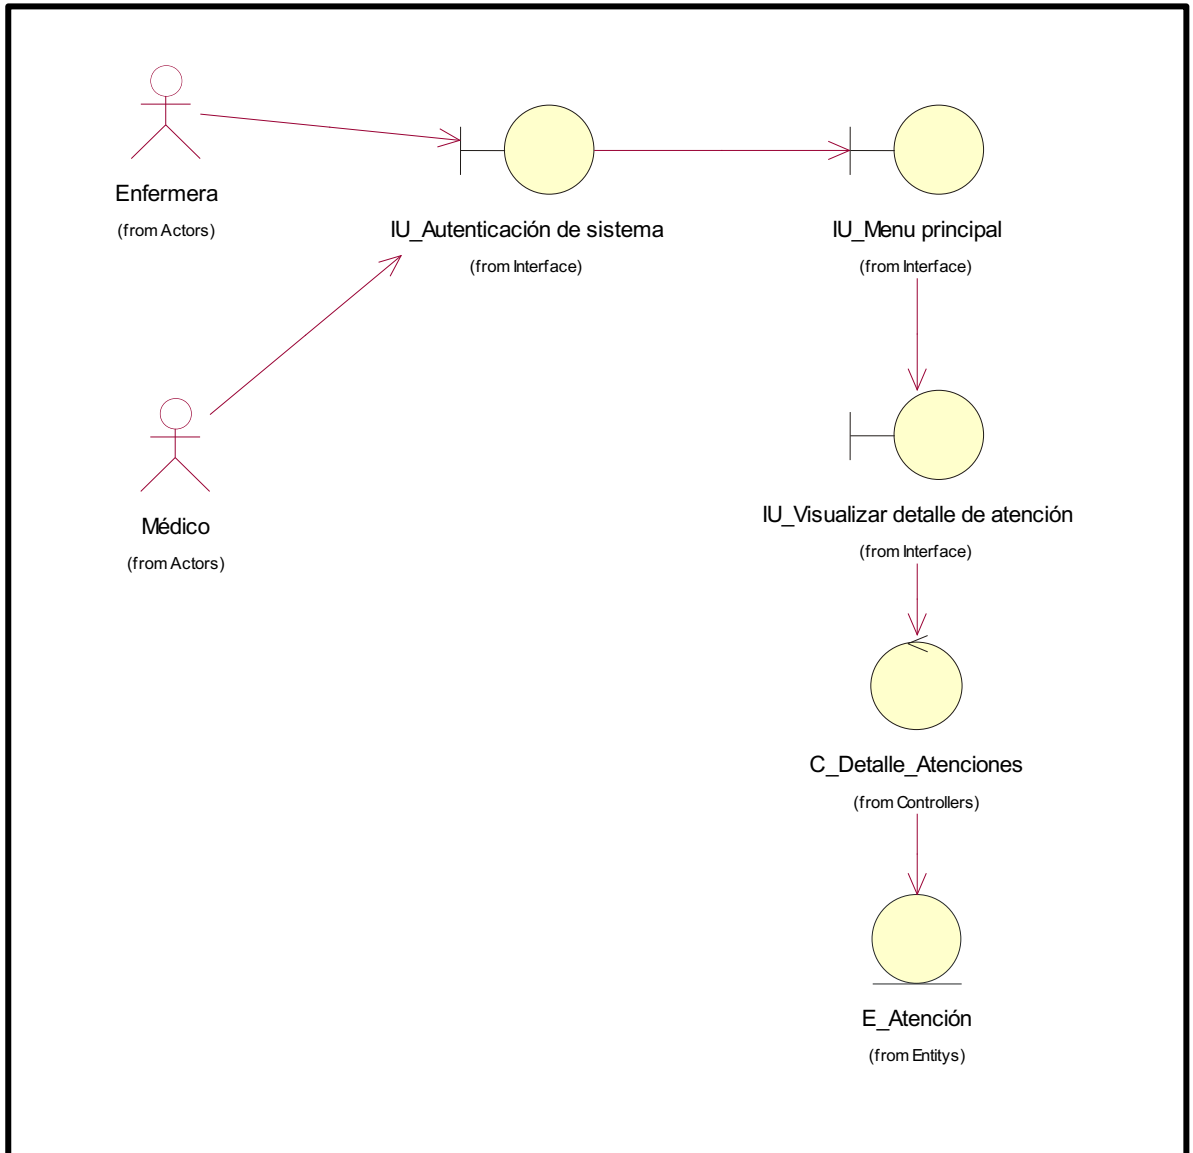 Enfermera
(from Actors)
IU_Autenticación de sistema
(from Interface)
IU_Menu principal
(from Interface)
Médico
(from Actors)
IU_Visualizar detalle de atención
(from Interface)
C_Detalle_Atenciones
(from Controllers)
E_Atención
(from Entitys)